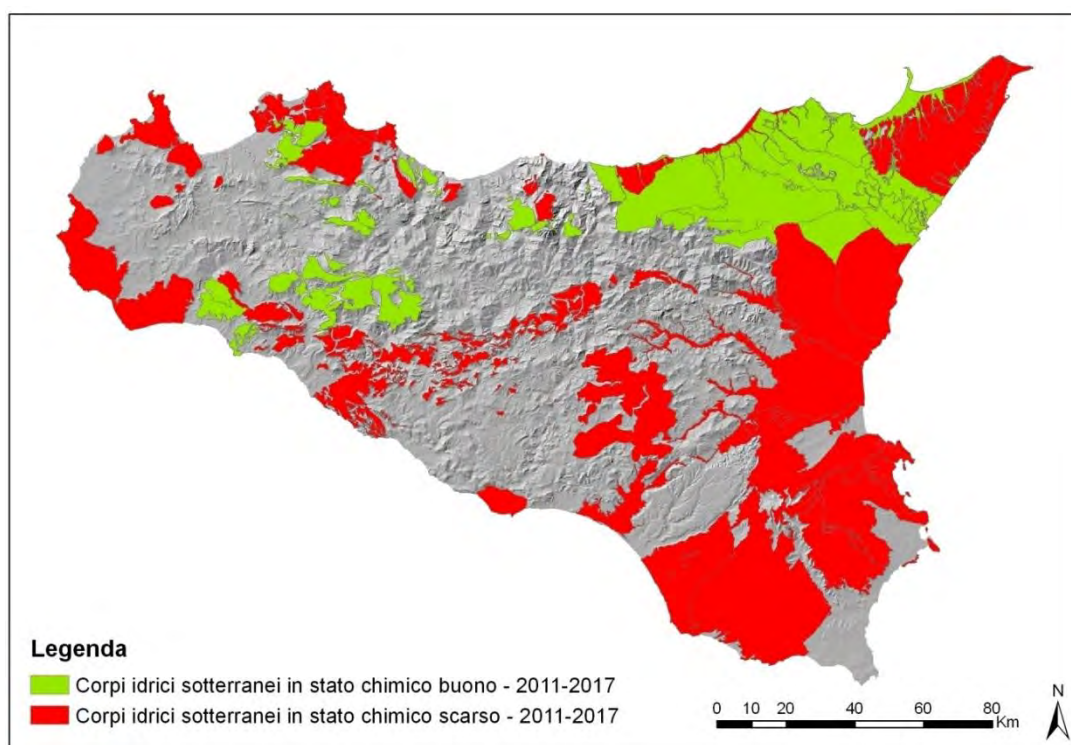 Legenda
Corpi idrici sotterranei in stato chimico buono - 2011-2017
Corpi idrici sotterranei in stato chimico scarso - 2011-2017
0 10 20 40 60 80
Km
N